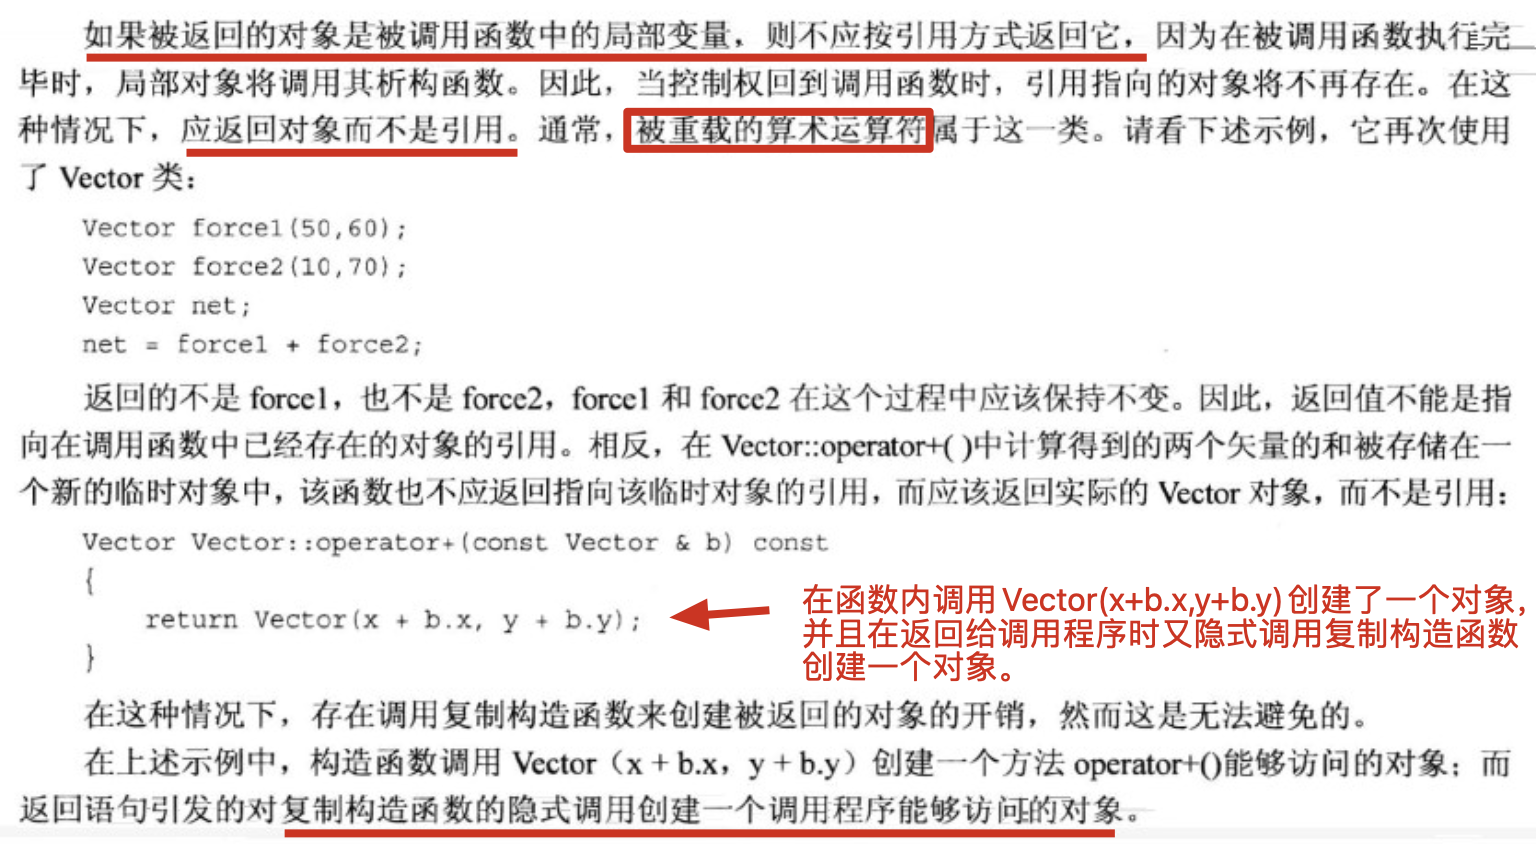 如果被返回的对象是被调用函数中的局部变量，则不应按引用方式返回它，因为在被调用函数执行完
毕时，局部对象将调用其析构函数。因此，当控制权回到调用函数时，引用指向的对象将不再存在。在这
种情况下，应返回对象而不是引用。通常，被重载的算术运算符属于这一类。请看下述示例，它再次使用
了 Vector 类：
Vector force1(50,60);
Vector force2(10,70);
Vector net;
net = force1 + force2;
返回的不是 force1，也不是 force2，force1 和 force2 在这个过程中应该保持不变。因此，返回值不能是指
向在调用函数中已经存在的对象的引用。相反，在 Vector::operator+( )中计算得到的两个矢量的和被存储在一
个新的临时对象中，该函数也不应返回指向该临时对象的引用，而应该返回实际的 Vector 对象，而不是引用：
Vector Vector::operator+(const Vector & b) const
{
return Vector(x + b.x, y + b.y);
}
在函数内调用Vector(x+b.x,y+b.y)创建了一个对象，
并且在返回给调用程序时又隐式调用复制构造函数
创建一个对象。
在这种情况下，存在调用复制构造函数来创建被返回的对象的开销，然而这是无法避免的。
在上述示例中，构造函数调用 Vector（x + b.x，y + b.y）创建一个方法 operator+()能够访问的对象；而
返回语句引发的对复制构造函数的隐式调用创建一个调用程序能够访问的对象。